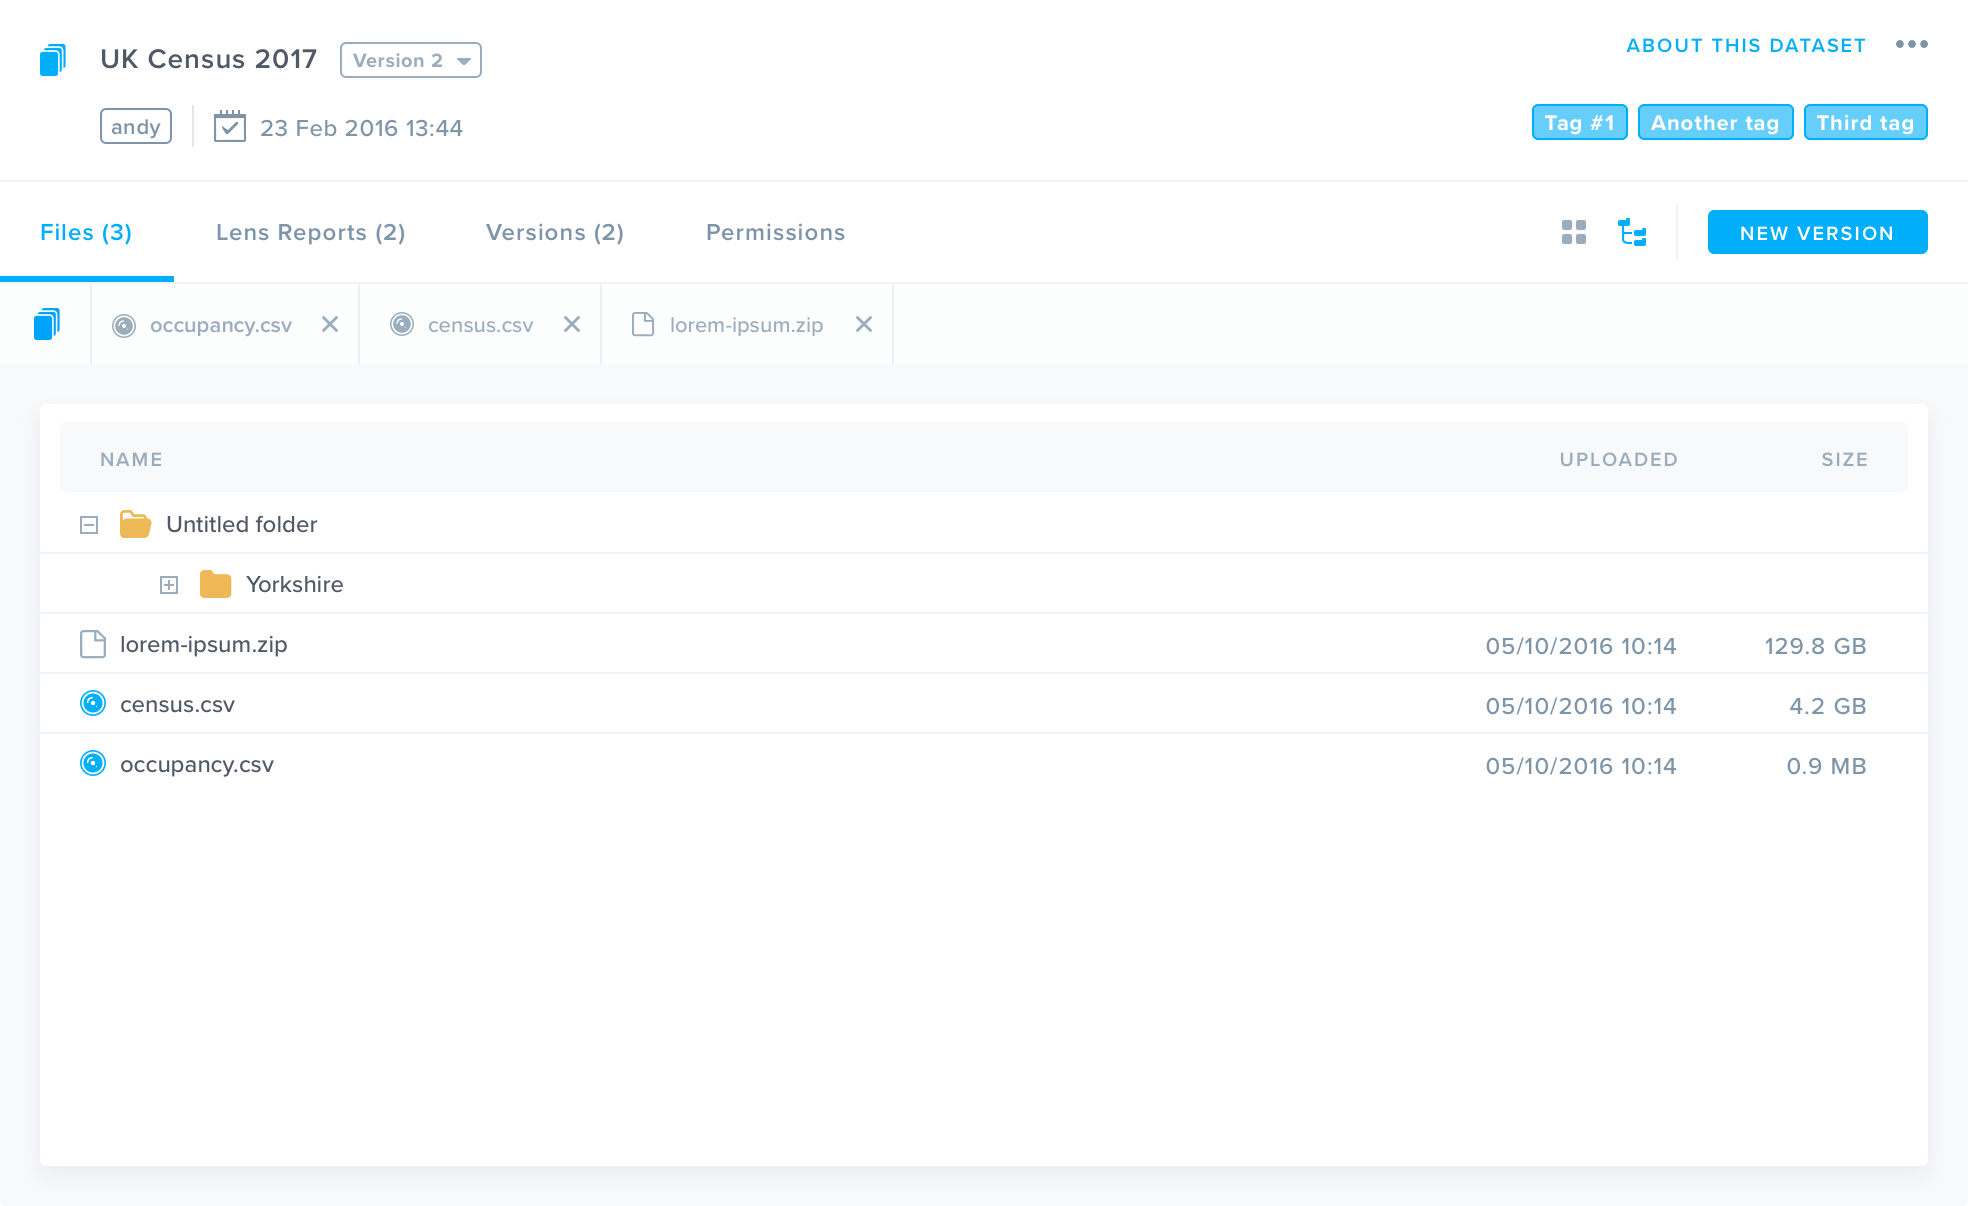 UK Census 2017 Version 2 ABOUT THIS DATASET
andy 23 Feb 2016 13:44 Tag #1 Another tag Third tag
Files (3) Lens Reports (2) Versions (2) Permissions NEW VERSION
occupancy.csv census.csv lorem-ipsum.zip
NAME UPLOADED SIZE
Untitled folder
Yorkshire
lorem-ipsum.zip 05/10/2016 10:14 129.8 GB
census.csv 05/10/2016 10:14 4.2 GB
occupancy.csv 05/10/2016 10:14 0.9 MB